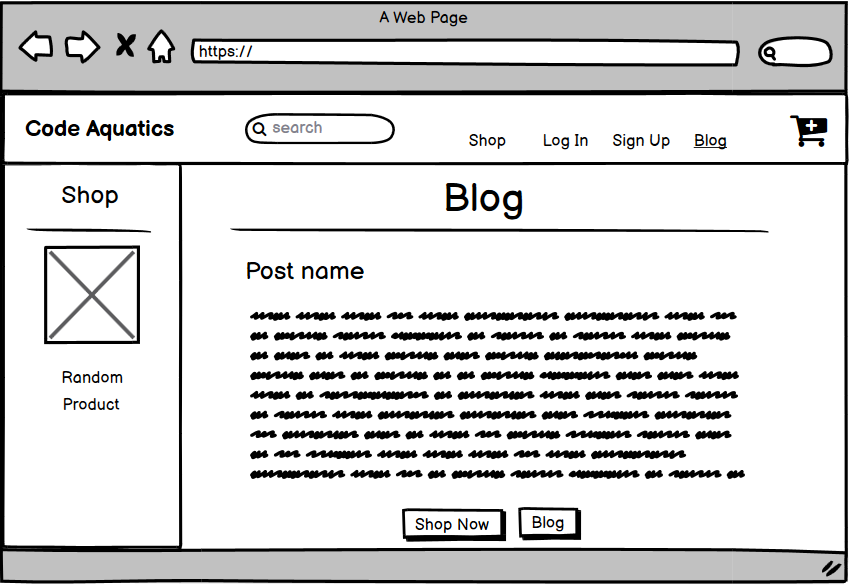 A Web Page
https://
Code Aquatics
search
Shop
Log In
Sign Up
Blog
Shop
Random
Product
Blog
Post name
Shop Now
Blog